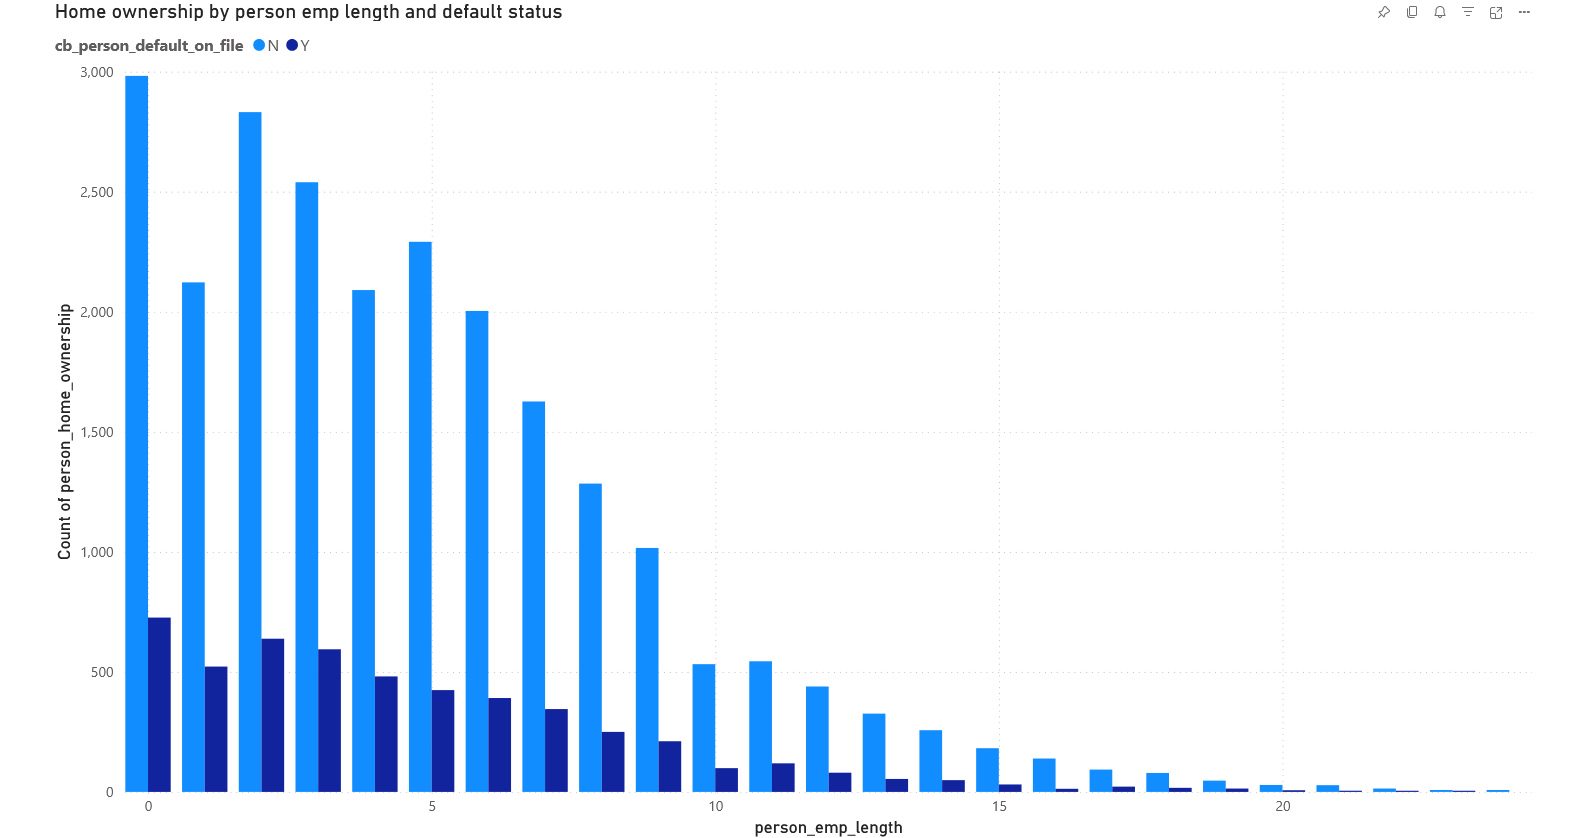 Home ownership by person emp length and default status
cb_person_default_on_file N Y
3,000
2,500
2,000
1,500
1,000
500
0
Count of person_home_ownership
0 5 10 15 20
person_emp_length